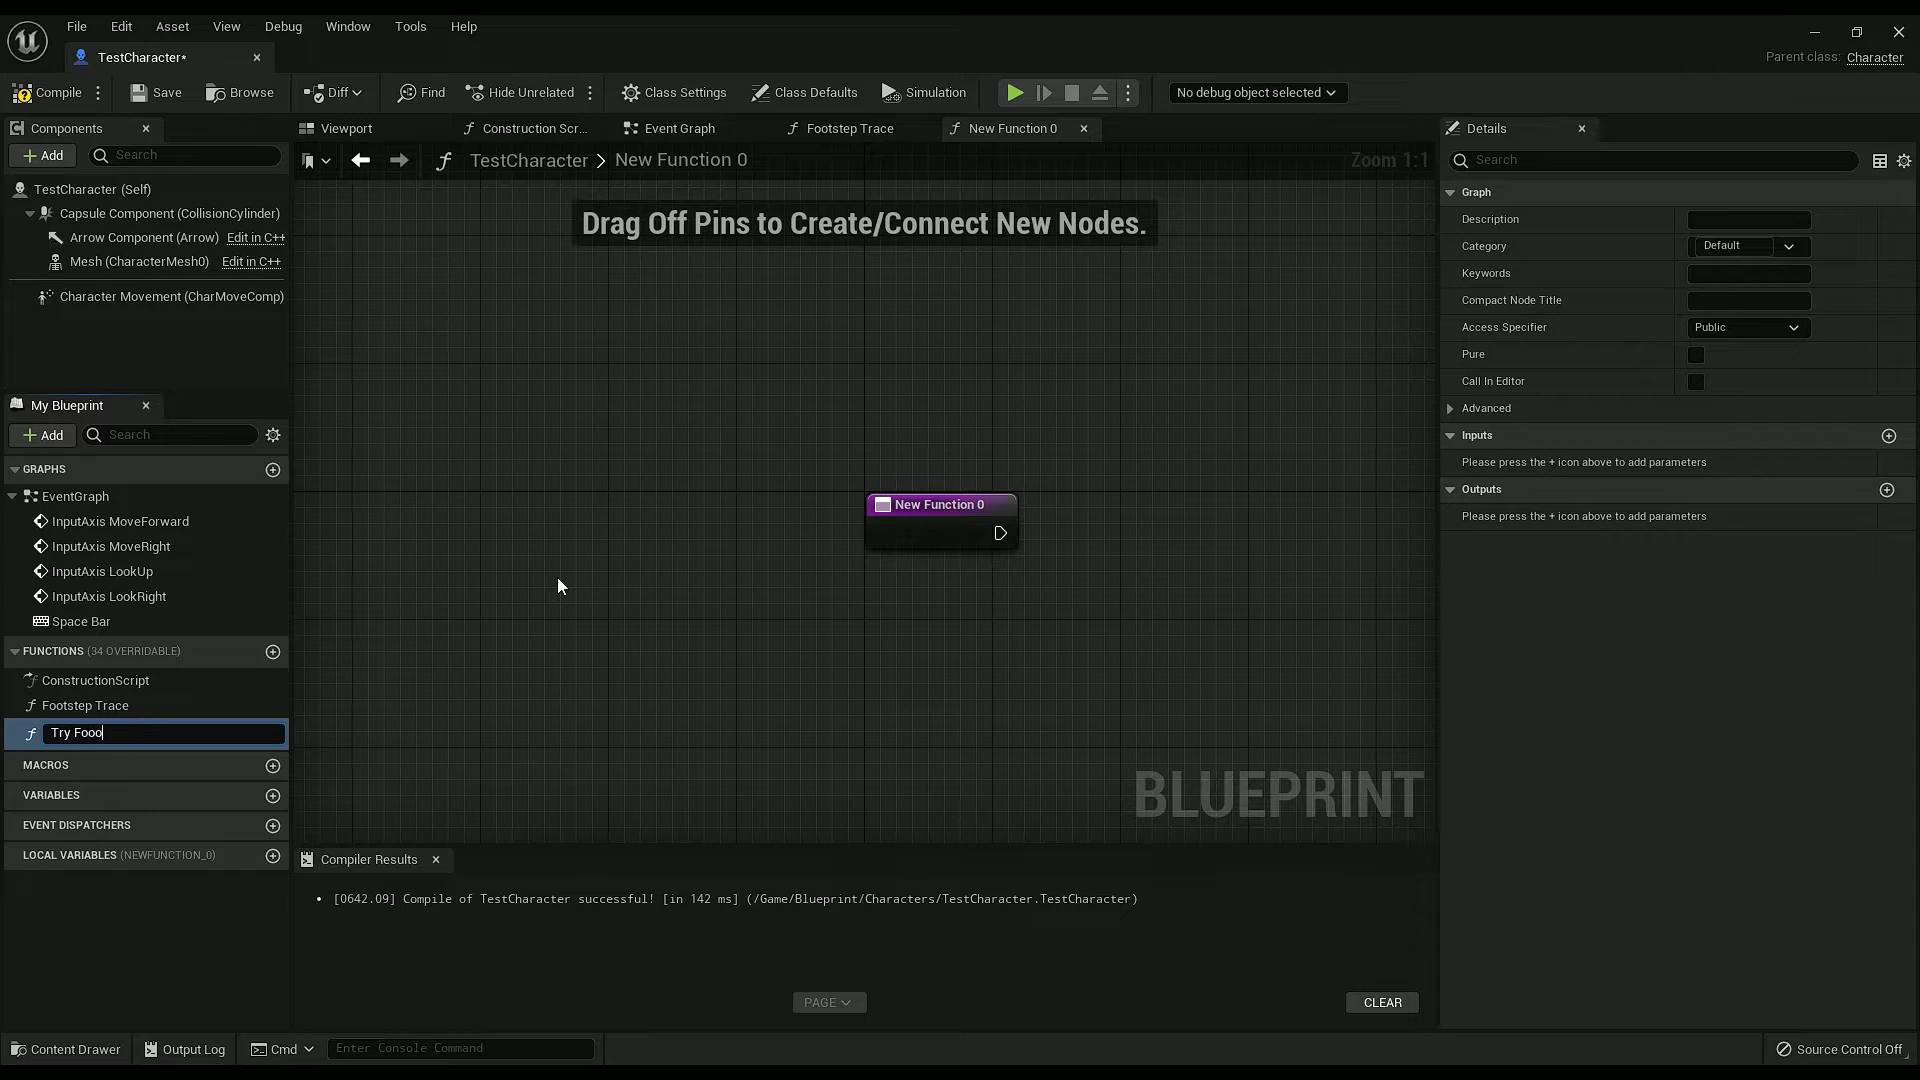 File Edit Asset View Debug Window Tools Help
TestCharacter*
Parent class: Character
Compile Save Browse Diff Find Hide Unrelated Class Settings Class Defaults Simulation No debug object selected
Components
Viewport Construction Scr... Event Graph Footstep Trace New Function 0
Details
Add Search
TestCharacter > New Function 0
Zoom 1:1
Search
TestCharacter (Self)
Capsule Component (CollisionCylinder)
Arrow Component (Arrow) Edit in C++
Mesh (CharacterMesh0) Edit in C++
Character Movement (CharMoveComp)
Drag Off Pins to Create/Connect New Nodes.
Graph
Description
Category Default
Keywords
Compact Node Title
Access Specifier Public
Pure
Call In Editor
Advanced
Inputs
Please press the + icon above to add parameters
Outputs
Please press the + icon above to add parameters
My Blueprint
Add Search
GRAPHS
EventGraph
InputAxis MoveForward
InputAxis MoveRight
InputAxis LookUp
InputAxis LookRight
Space Bar
FUNCTIONS (34 OVERRIDABLE)
ConstructionScript
Footstep Trace
Try Fooo
MACROS
VARIABLES
EVENT DISPATCHERS
LOCAL VARIABLES (NEWFUNCTION_0)
New Function 0
BLUEPRINT
Compiler Results
[0642.09] Compile of TestCharacter successful! [in 142 ms] (/Game/Blueprint/Characters/TestCharacter.TestCharacter)
PAGE
CLEAR
Content Drawer Output Log Cmd Enter Console Command Source Control Off